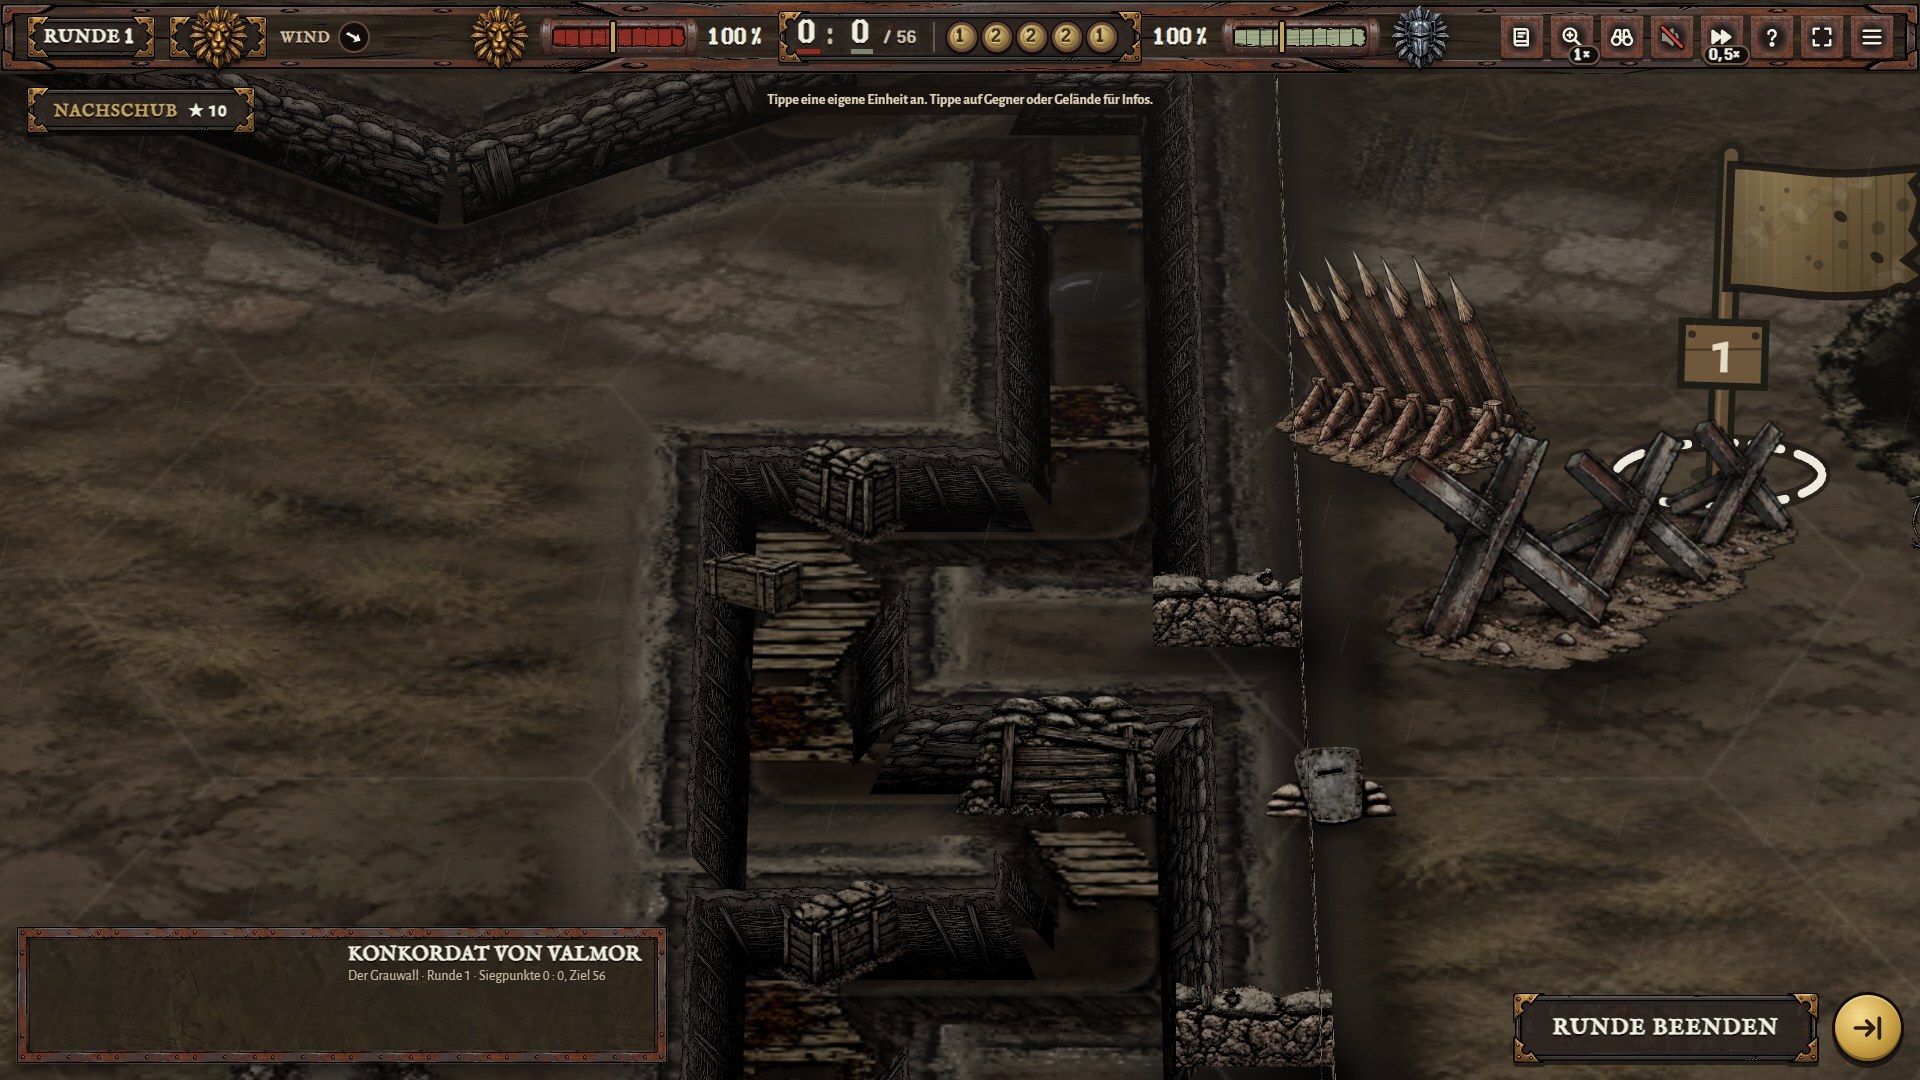 RUNDE 1
WIND
100 %
0 : 0 / 56
1 2 2 2 1
100 %
1×
0,5×
?
NACHSCHUB ★ 10
Tippe eine eigene Einheit an. Tippe auf Gegner oder Gelände für Infos.
1
KONKORDAT VON VALMOR
Der Grauwall · Runde 1 · Siegpunkte 0 : 0, Ziel 56
RUNDE BEENDEN